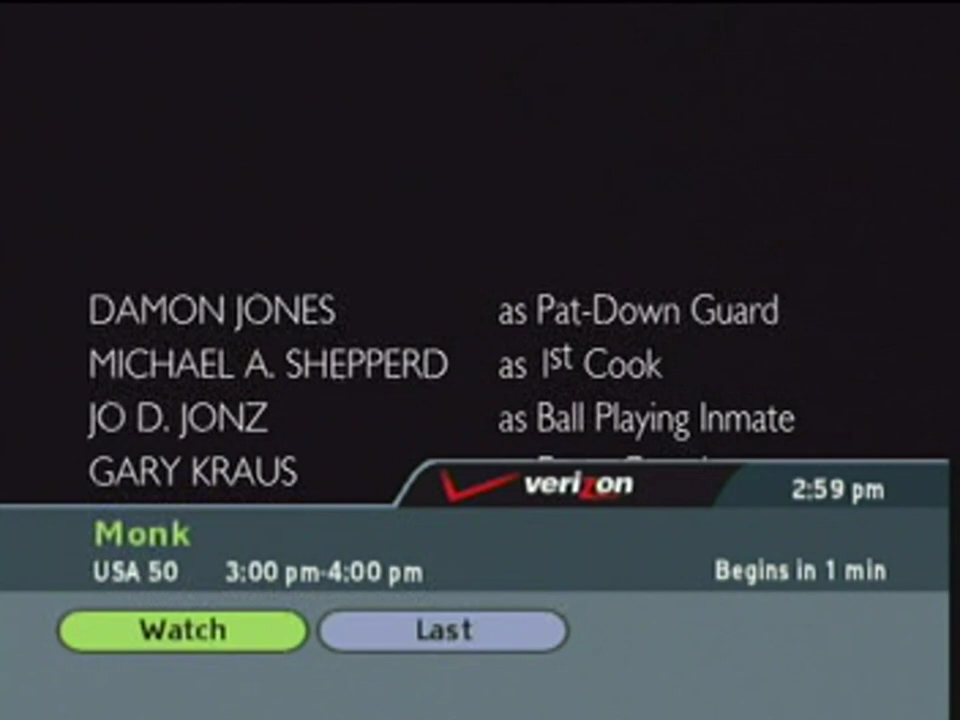 DAMON JONES as Pat-Down Guard
MICHAEL A. SHEPPERD as 1st Cook
JO D. JONZ as Ball Playing Inmate
GARY KRAUS
verizon 2:59 pm
Monk
USA 50 3:00 pm-4:00 pm Begins in 1 min
Watch Last